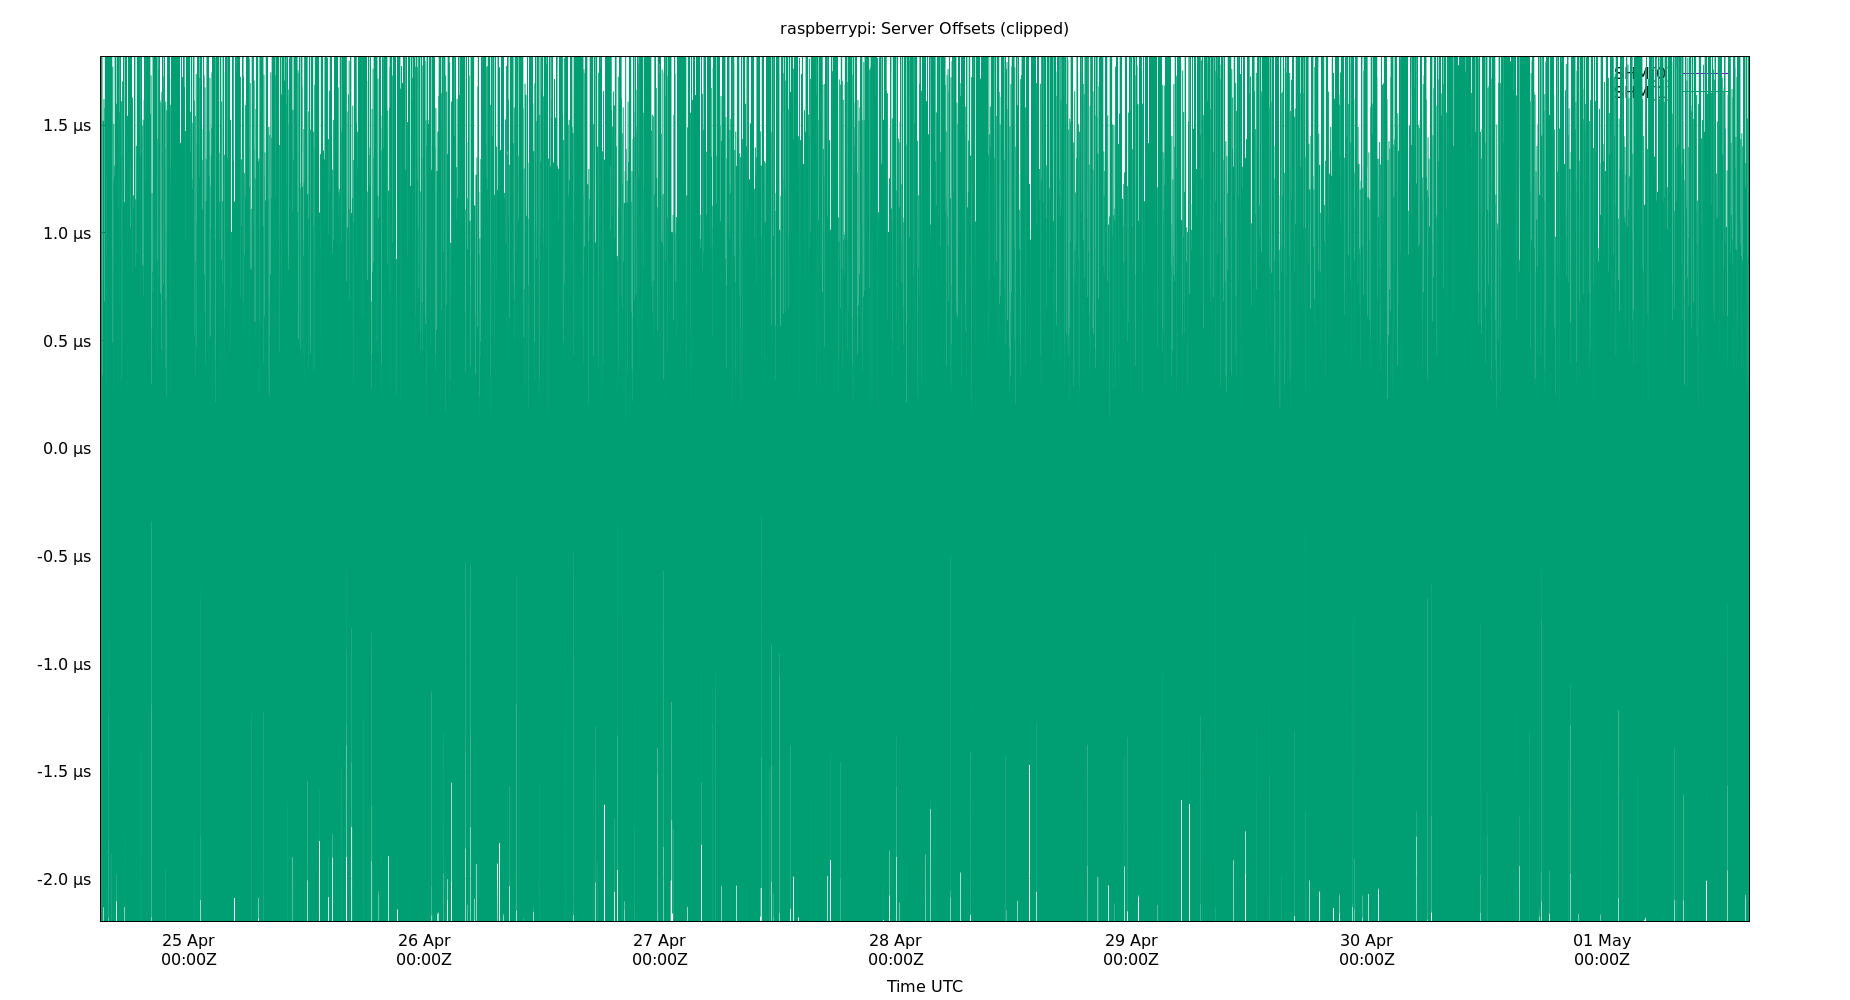 raspberrypi: Server Offsets (clipped)
1.5 µs
1.0 µs
0.5 µs
0.0 µs
-0.5 µs
-1.0 µs
-1.5 µs
-2.0 µs
25 Apr
00:00Z
26 Apr
00:00Z
27 Apr
00:00Z
28 Apr
00:00Z
29 Apr
00:00Z
30 Apr
00:00Z
01 May
00:00Z
Time UTC